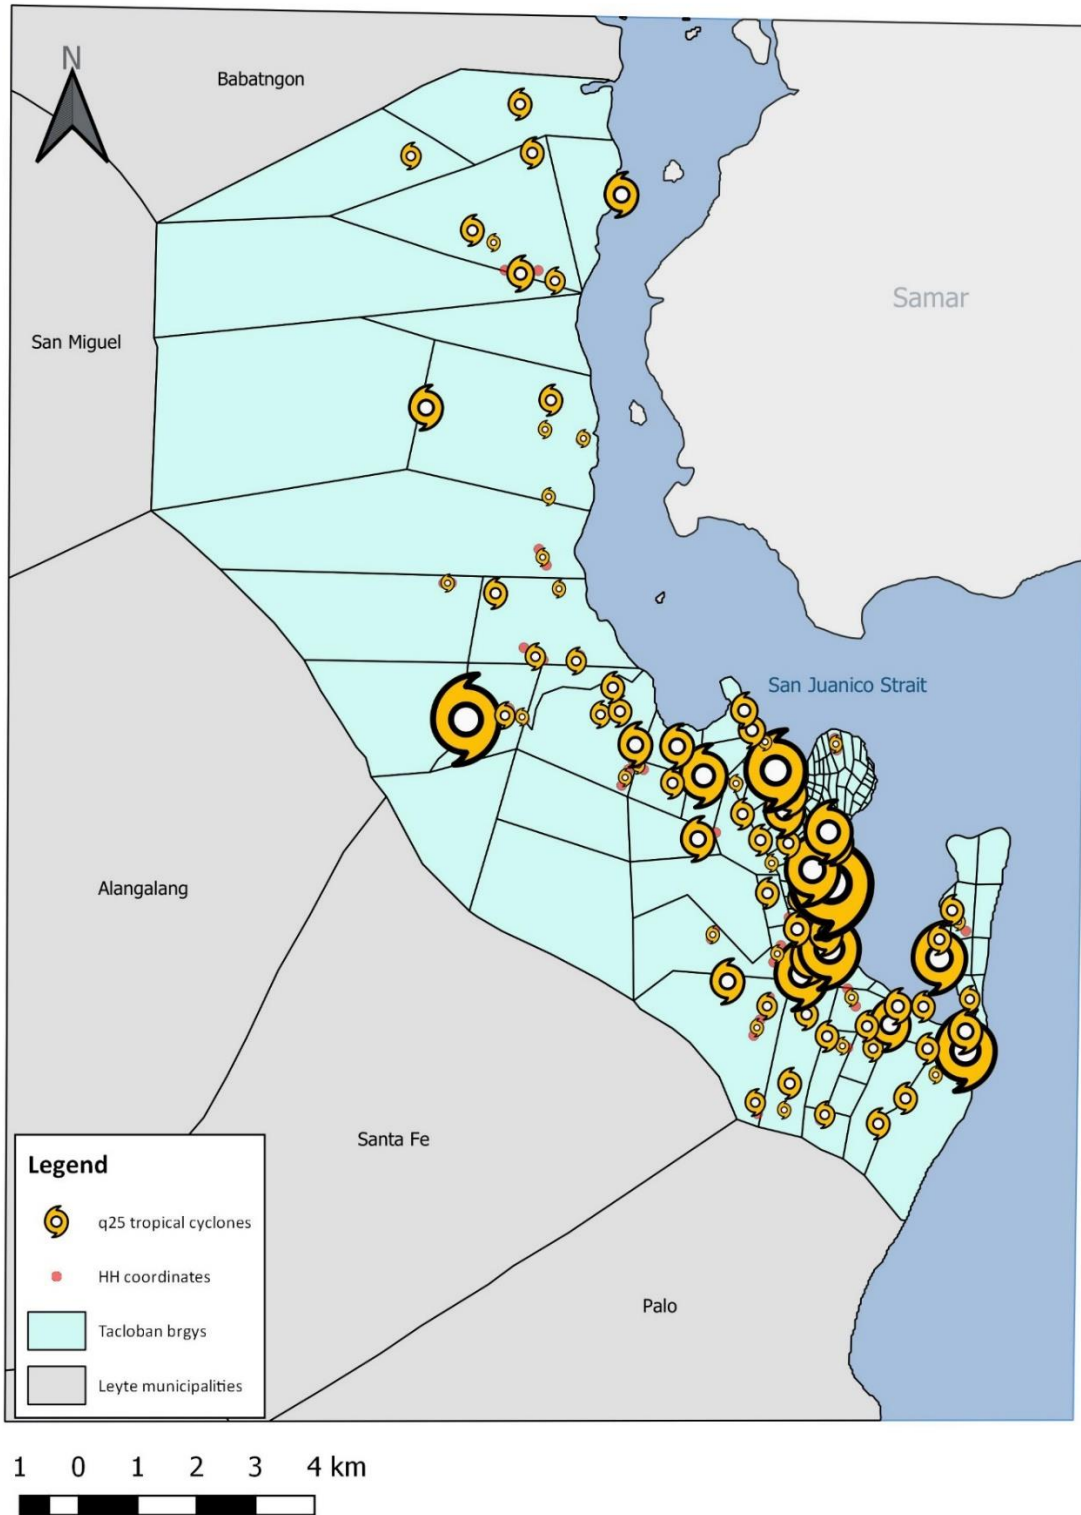 N
Babatngon
Samar
San Miguel
San Juanico Strait
Alangalang
Santa Fe
Palo
Legend
q25 tropical cyclones
HH coordinates
Tacloban brgys
Leyte municipalities
1 0 1 2 3 4 km